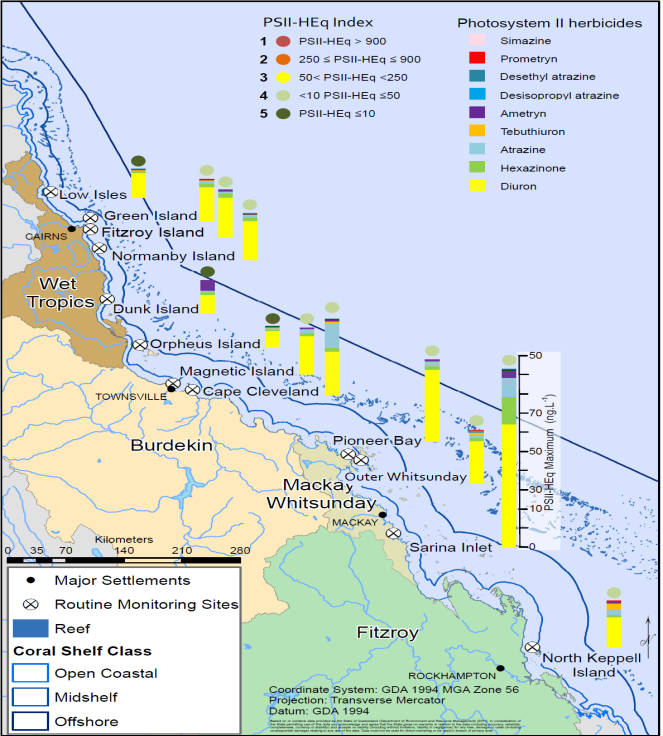 PSII-HEq Index
1 PSII-HEq > 900
2 250 ≤ PSII-HEq ≤ 900
3 50< PSII-HEq <250
4 <10 PSII-HEq ≤50
5 PSII-HEq ≤10
Photosystem II herbicides
Simazine
Prometryn
Desethyl atrazine
Desisopropyl atrazine
Ametryn
Tebuthiuron
Atrazine
Hexazinone
Diuron
Low Isles
Green Island
CAIRNS
Fitzroy Island
Normanby Island
Wet
Tropics
Dunk Island
Orpheus Island
Magnetic Island
TOWNSVILLE
Cape Cleveland
50
70
50
30
10
0
PSII-HEq Maximum (ng.L-1)
Burdekin
Pioneer Bay
Outer Whitsunday
Mackay
Whitsunday
MACKAY
Sarina Inlet
Kilometers
0 35 70 140 210 280
Major Settlements
Routine Monitoring Sites
Reef
Coral Shelf Class
Open Coastal
Midshelf
Offshore
Fitzroy
N
North Keppell
Island
ROCKHAMPTON
Coordinate System: GDA 1994 MGA Zone 56
Projection: Transverse Mercator
Datum: GDA 1994